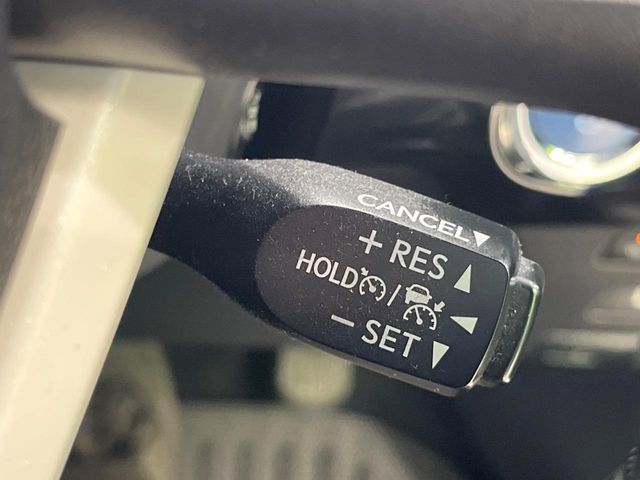 CANCEL
+ RES
HOLD /
− SET